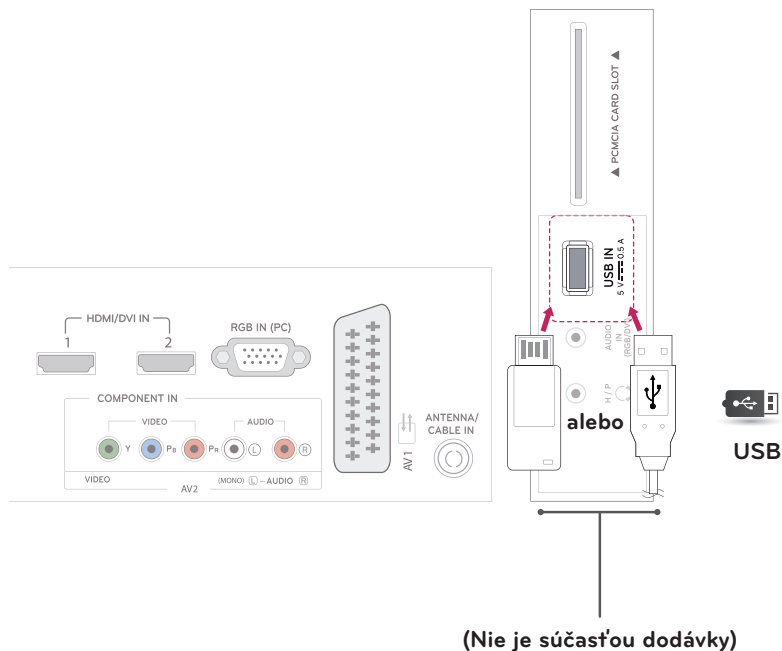 PCMCIA CARD SLOT
USB IN
5 V 0.5 A
AUDIO
IN
(RGB/DVI)
H / P
HDMI/DVI IN
1
2
RGB IN (PC)
COMPONENT IN
VIDEO
AUDIO
Y
PB
PR
L
R
VIDEO
AV2
(MONO) L – AUDIO R
AV1
ANTENNA/
CABLE IN
alebo
USB
(Nie je súčasťou dodávky)